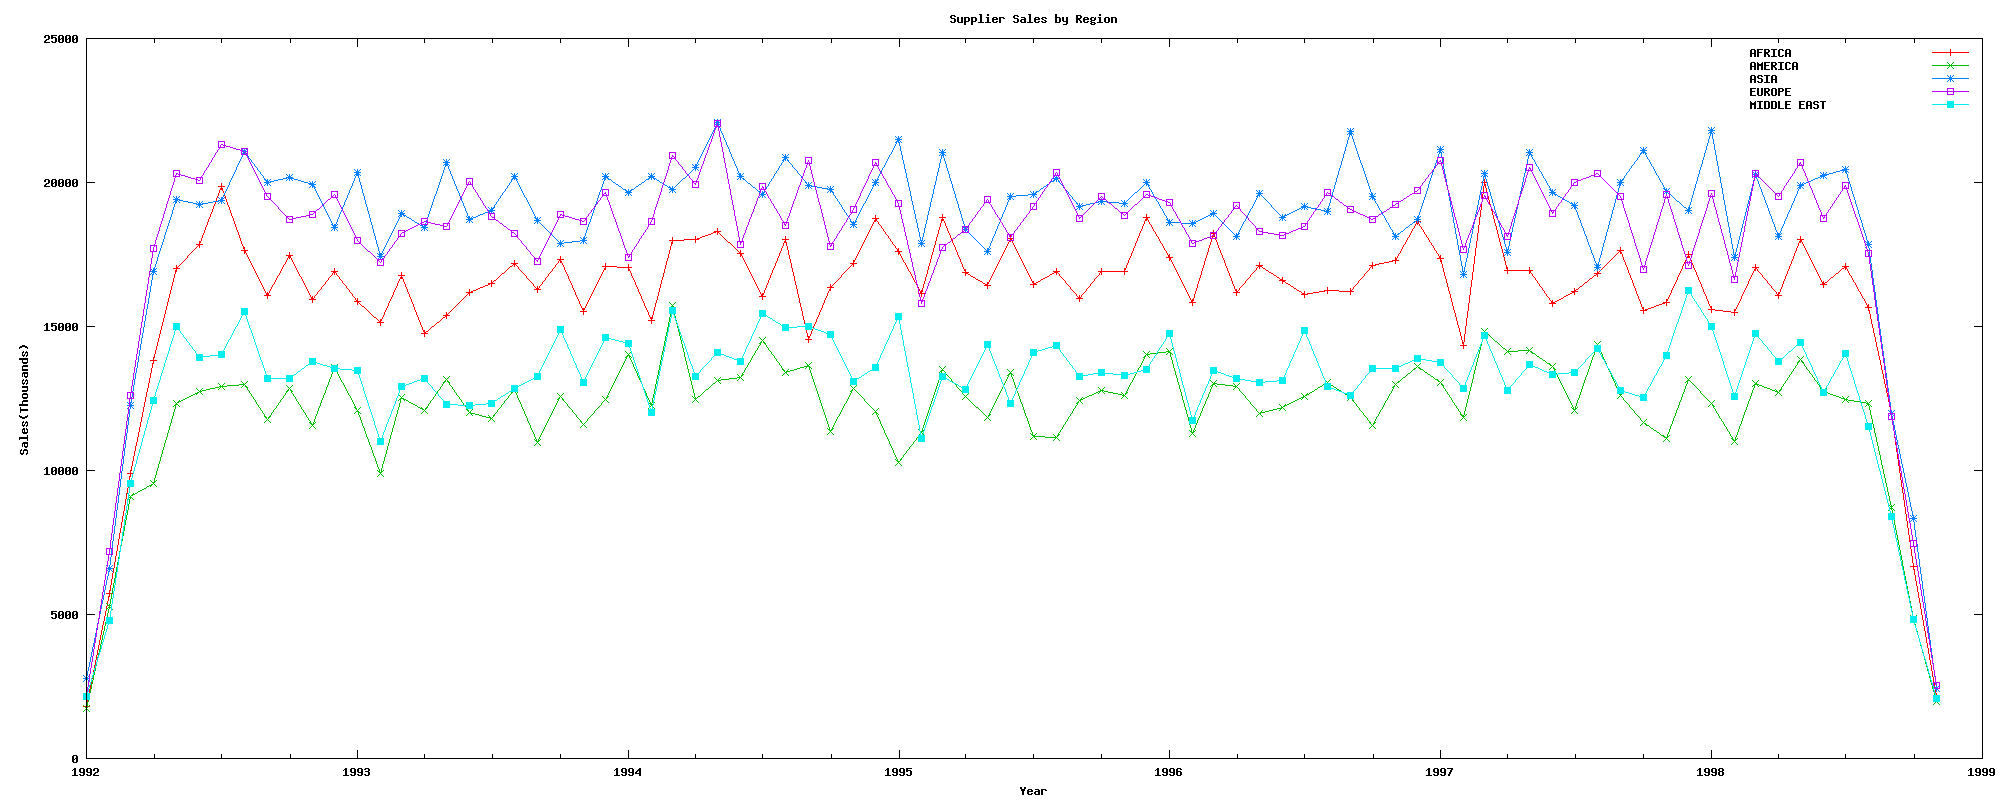 Supplier Sales by Region
25000
20000
15000
10000
5000
0
Sales(Thousands)
AFRICA
AMERICA
ASIA
EUROPE
MIDDLE EAST
1992 1993 1994 1995 1996 1997 1998 1999
Year